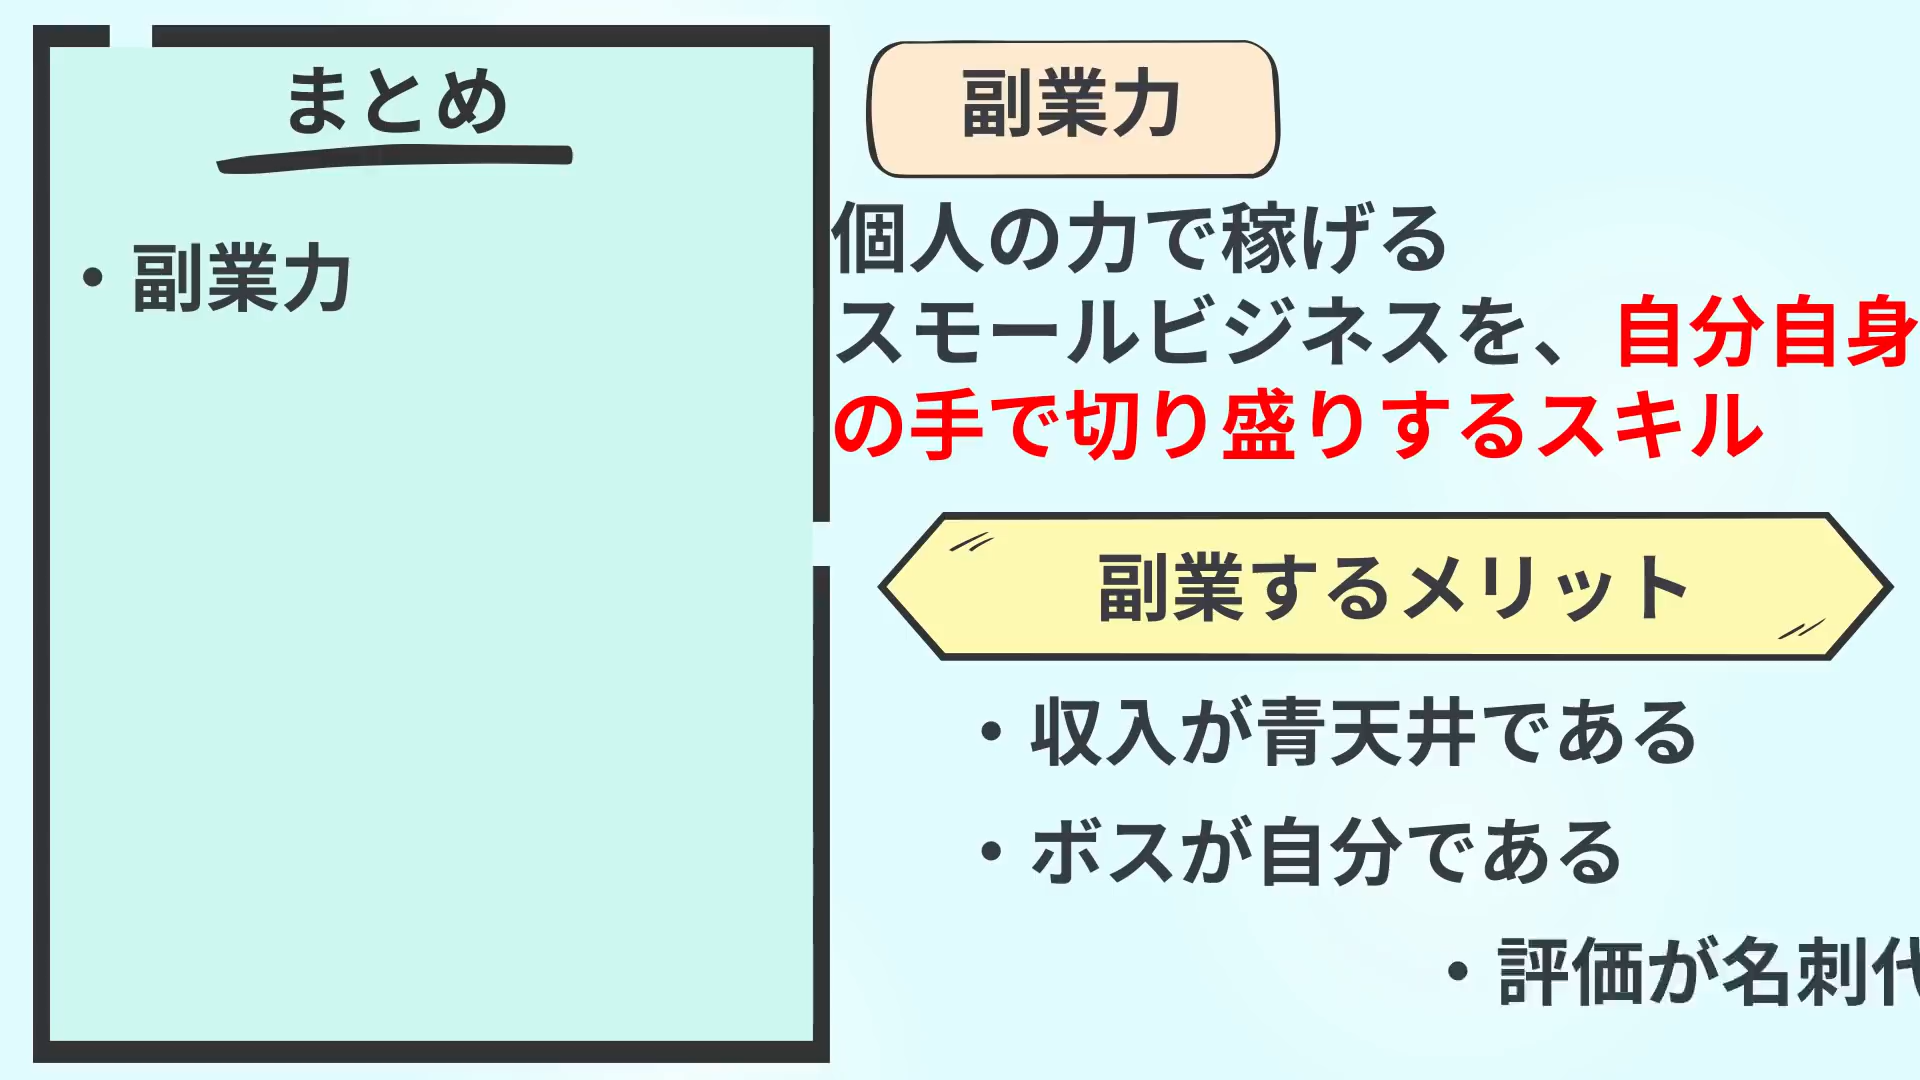 まとめ
・副業力
副業力
個人の力で稼げる
スモールビジネスを、自分自身
の手で切り盛りするスキル
副業するメリット
・収入が青天井である
・ボスが自分である
・評価が名刺代